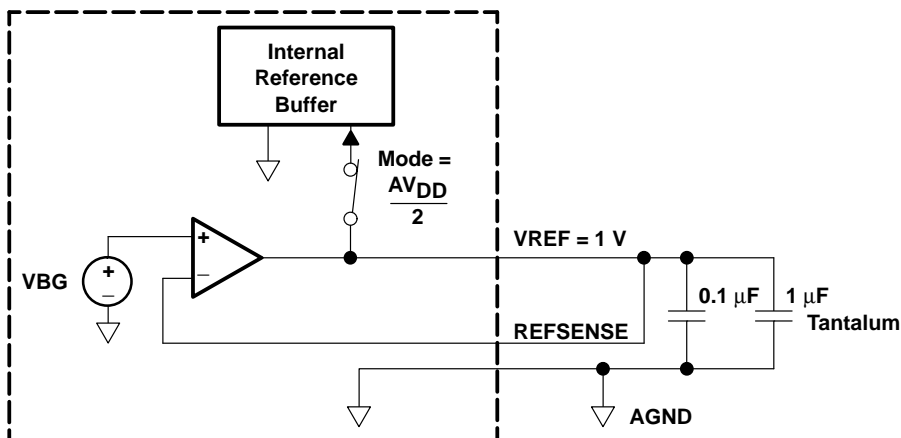 Internal
Reference
Buffer
Mode =
AVDD
2
VREF = 1 V
+
−
VBG
+
−
0.1 μF
1 μF
Tantalum
REFSENSE
AGND